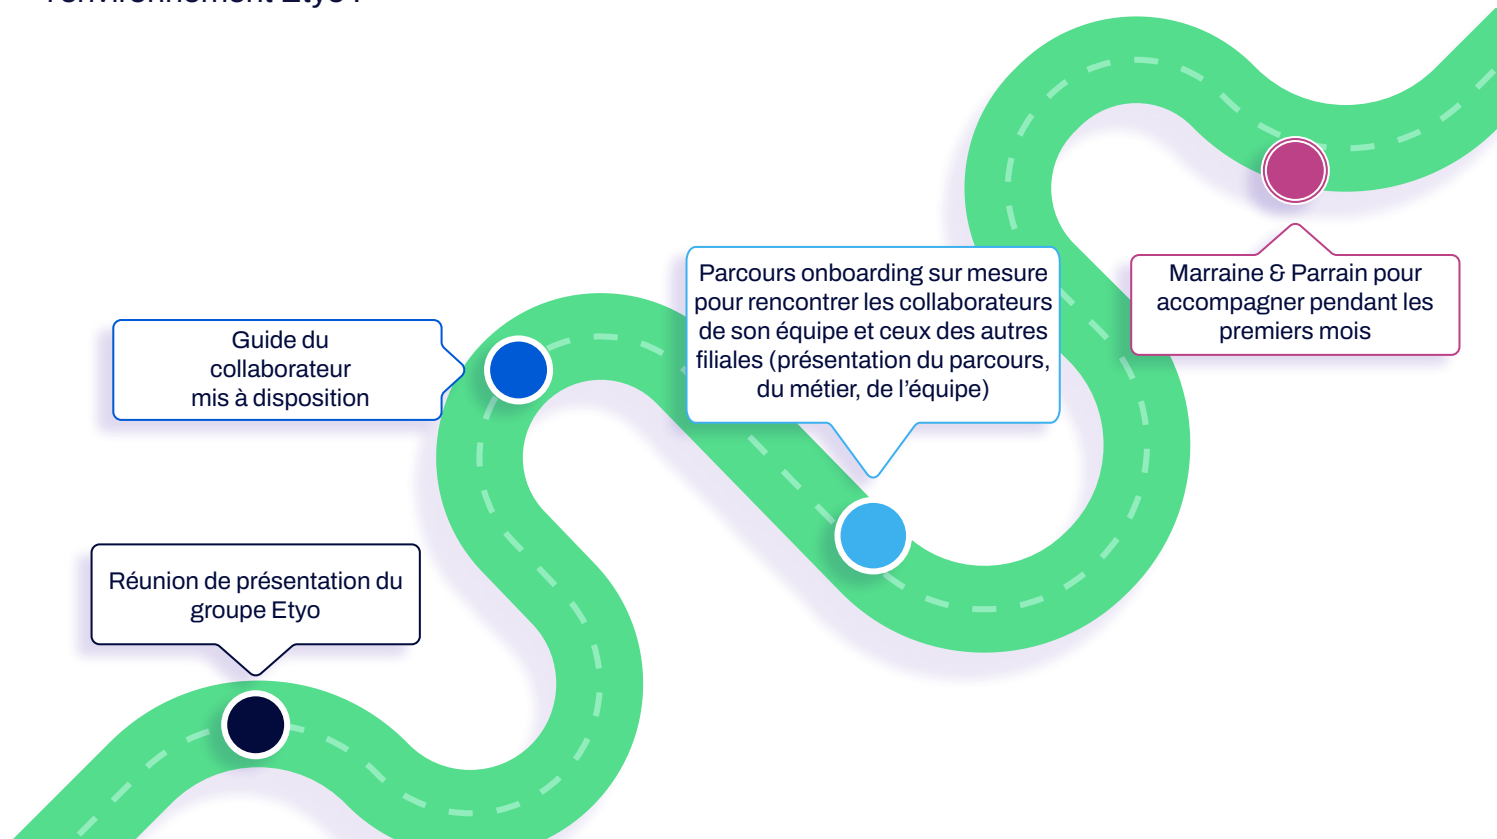 l'environnement Etyo :
Guide du
collaborateur
mis à disposition
Réunion de présentation du
groupe Etyo
Parcours onboarding sur mesure
pour rencontrer les collaborateurs
de son équipe et ceux des autres
filiales (présentation du parcours,
du métier, de l’équipe)
Marraine & Parrain pour
accompagner pendant les
premiers mois